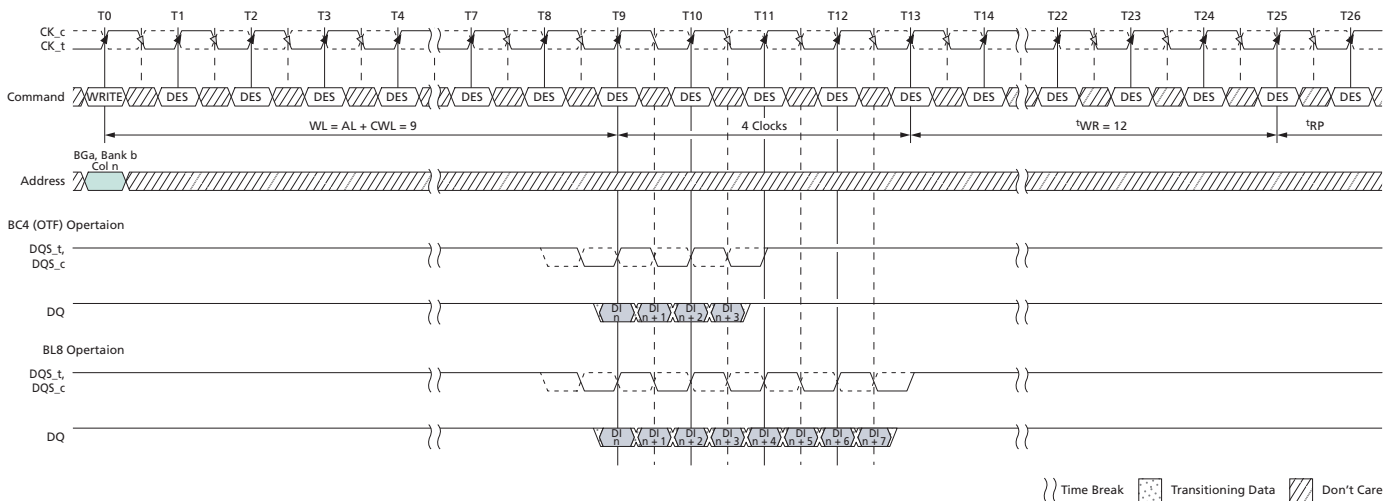 T0 T1 T2 T3 T4 T7 T8 T9 T10 T11 T12 T13 T14 T22 T23 T24 T25 T26
CK_c
CK_t
Command WRITE DES DES DES DES DES DES DES DES DES DES DES DES DES DES DES DES DES
WL = AL + CWL = 9 4 Clocks tWR = 12 tRP
BGa, Bank b
Col n
Address
BC4 (OTF) Opertaion
DQS_t,
DQS_c
DQ DI n DI n + 1 DI n + 2 DI n + 3
BL8 Opertaion
DQS_t,
DQS_c
DQ DI n DI n + 1 DI n + 2 DI n + 3 DI n + 4 DI n + 5 DI n + 6 DI n + 7
Time Break Transitioning Data Don't Care